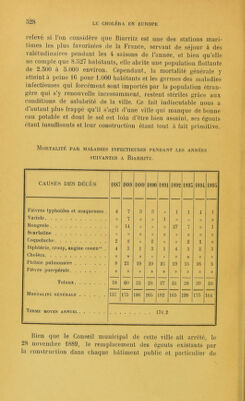 528 LE CHOLÉRA EN EUROPE
relevé si l'on considère que Biarritz est une des stations mari-
times les plus favorisées de la France, servant de séjour à des
valétudinaires pendant les 4 saisons de l'année, et bien qu'elle
ne compte que 8.527 habitants, elle abrite une population flottante
de 2.500 à 3.000 environ. Cependant, la mortalité générale y
atteint à peine 16 pour 1.000 habitants et les germes des maladies
infectieuses qui forcément sont importés par la population étran-
gère qui s'y renouvelle incessamment, restent stériles grâce aux
conditions de salubrité de la ville. Ce fait indiscutable nous a
d'autant plus frappé qu'il s'agit d'une ville qui manque de bonne
eau potable et dont le sol est loin d'être bien assaini, ses égouts
étant insuffisants et leur construction étant tout à fait primitive.
MORTALITÉ PAR MALADIES INFECTIEUSES PENDANT LES ANNÉES
SUIVANTES A BIARRITZ.
CAUSES DES DÉCÈS 1887 1888 1889 1890 1891 1892 1893 1894 1895
Fièvres typhoïdes et muqueuses
Variole
Rougeole
Scarlatine
Coqueluche
Diphtérie, croup, angine couen<sup>se</sup>
Choléra
Phtisie pulmonaire
Fièvre puerpérale
TOTAUX
MORTALITÉ GÉNÉRALE
TERME MOYEN ANNUEL 174.2
Bien que le Conseil municipal de cette ville ait arrêté, le
28 novembre 1889, le remplacement des égouts existants par
la construction dans chaque bâtiment public et particulier de